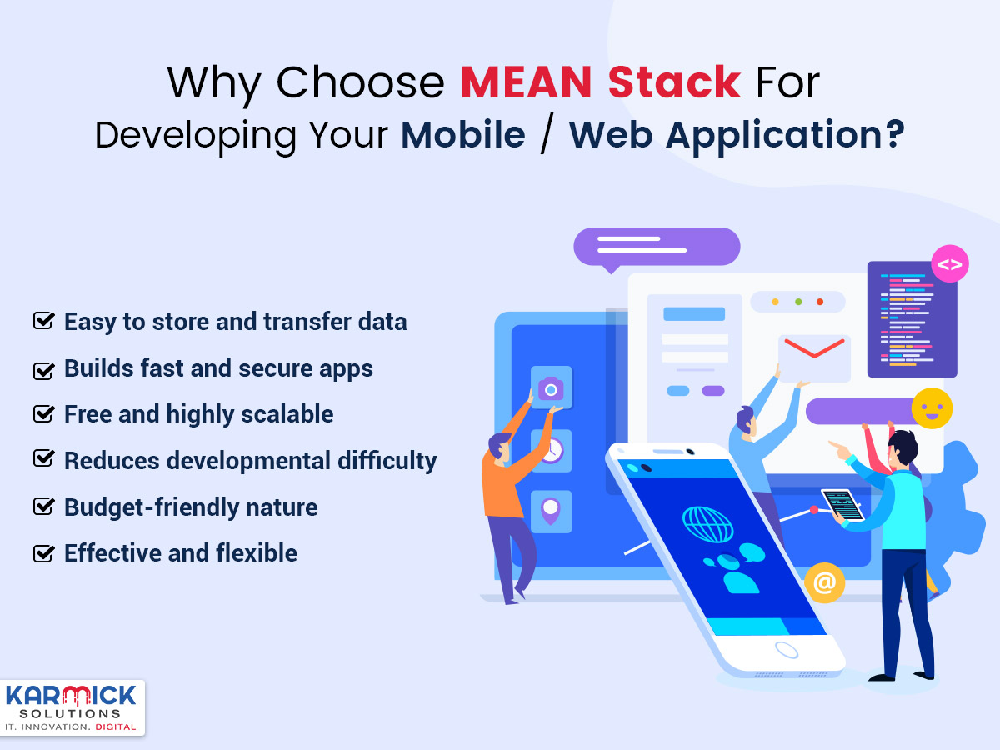 Why Choose MEAN Stack For
Developing Your Mobile / Web Application?
Easy to store and transfer data
Builds fast and secure apps
Free and highly scalable
Reduces developmental difficulty
Budget-friendly nature
Effective and flexible
<>
@
KARMICK
SOLUTIONS
IT. INNOVATION. DIGITAL